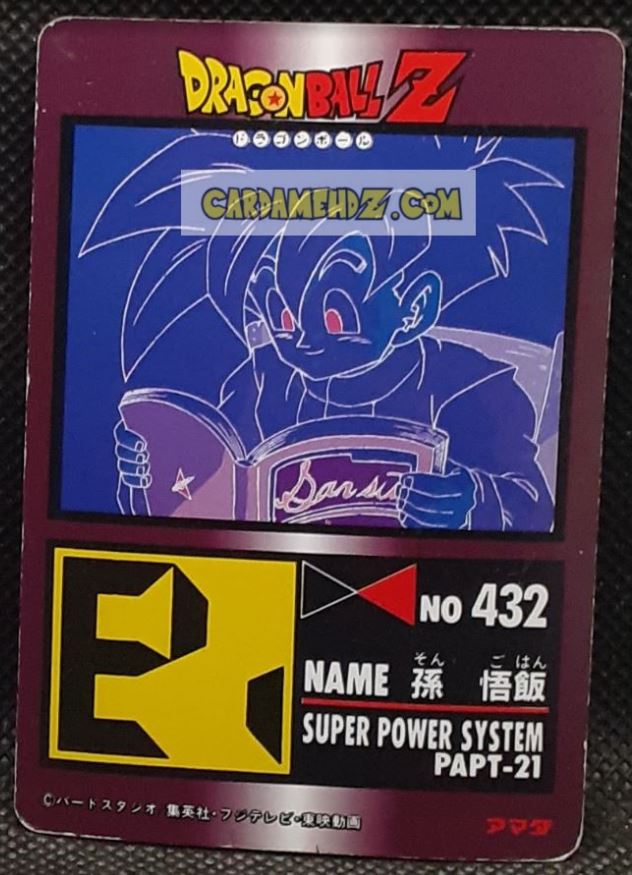 DRAGON BALL Z
ドラゴンボール
CARDAMEHDZ.COM
San si
NO 432
そん ご はん
NAME 孫 悟飯
SUPER POWER SYSTEM
PAPT-21
©バードスタジオ 集英社・フジテレビ・東映動画
アマダ